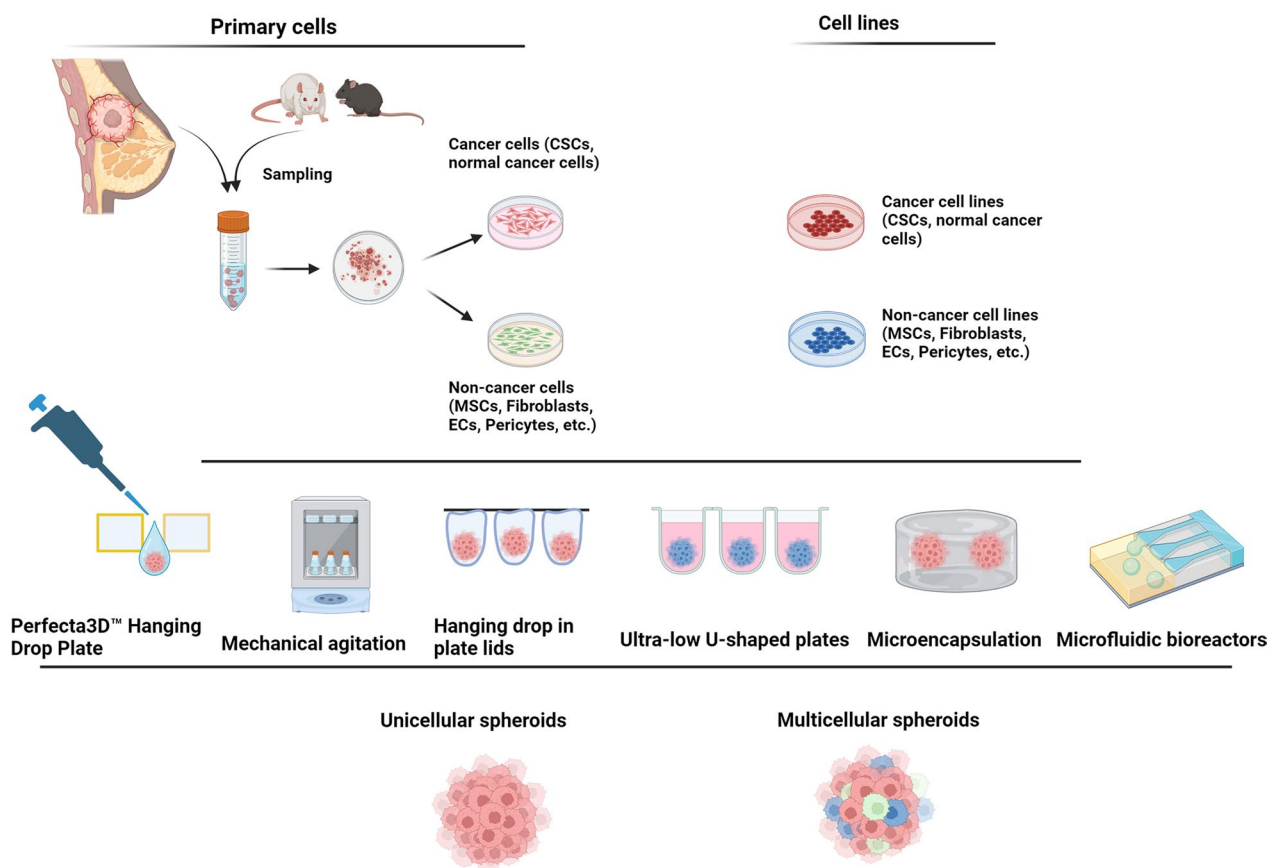 Primary cells
Cell lines
Sampling
Cancer cells (CSCs,
normal cancer cells)
Cancer cell lines
(CSCs, normal cancer
cells)
Non-cancer cell lines
(MSCs, Fibroblasts,
ECs, Pericytes, etc.)
Non-cancer cells
(MSCs, Fibroblasts,
ECs, Pericytes, etc.)
Perfecta3D™ Hanging
Drop Plate
Mechanical agitation
Hanging drop in
plate lids
Ultra-low U-shaped plates
Microencapsulation
Microfluidic bioreactors
Unicellular spheroids
Multicellular spheroids